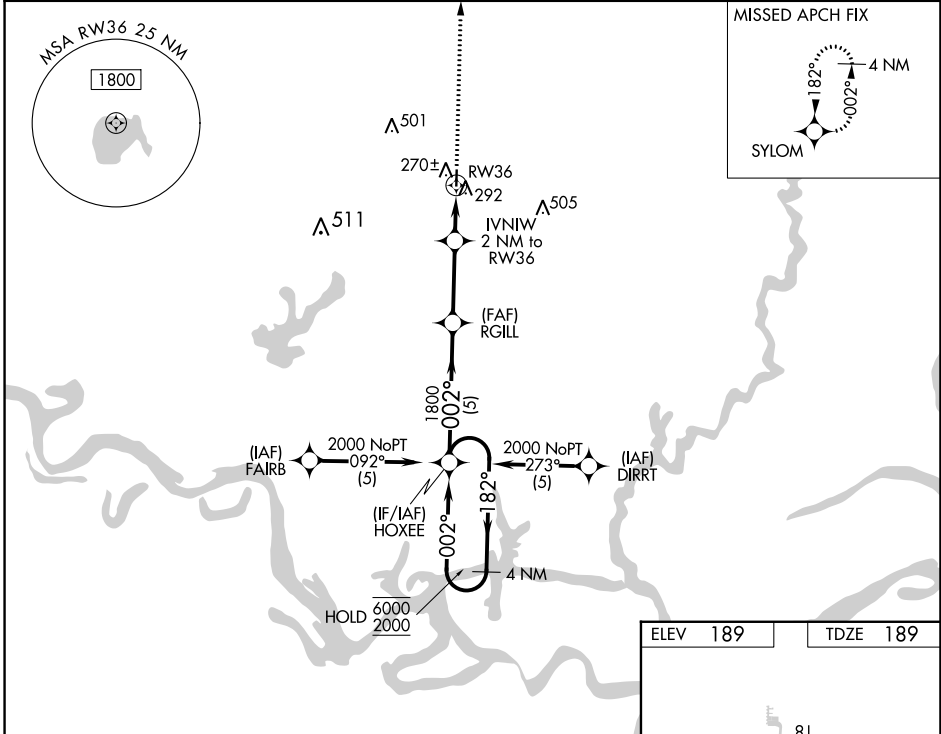 MSA RW36 25 NM
1800
MISSED APCH FIX
182°
002°
4 NM
SYLOM
501
270±
RW36
292
505
511
IVNIW
2 NM to
RW36
(FAF)
RGILL
1800
002°
(5)
(IAF)
FAIRB
2000 NoPT
092°
(5)
2000 NoPT
273°
(5)
(IAF)
DIRRT
(IF/IAF)
HOXEE
002°
182°
4 NM
HOLD
6000
2000
ELEV 189
TDZE 189